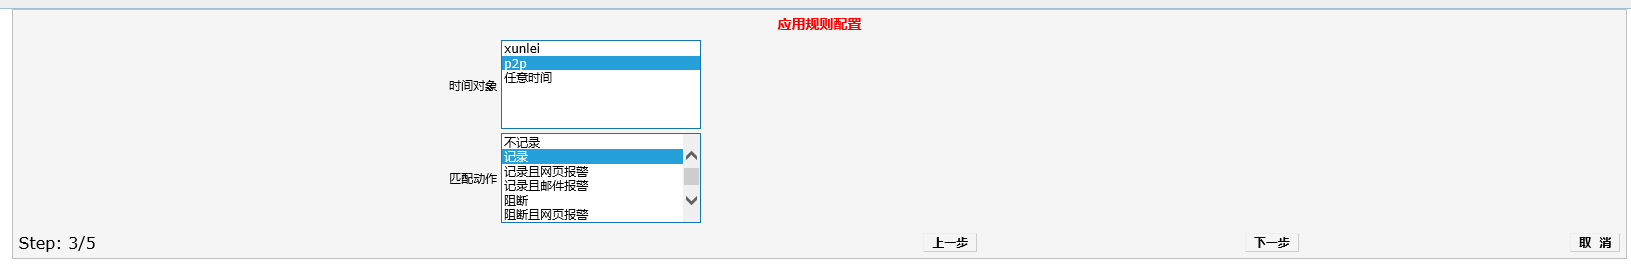 应用规则配置
时间对象
xunlei
p2p
任意时间
匹配动作
不记录
记录
记录且网页报警
记录且邮件报警
阻断
阻断且网页报警
Step: 3/5 上一步 下一步 取 消